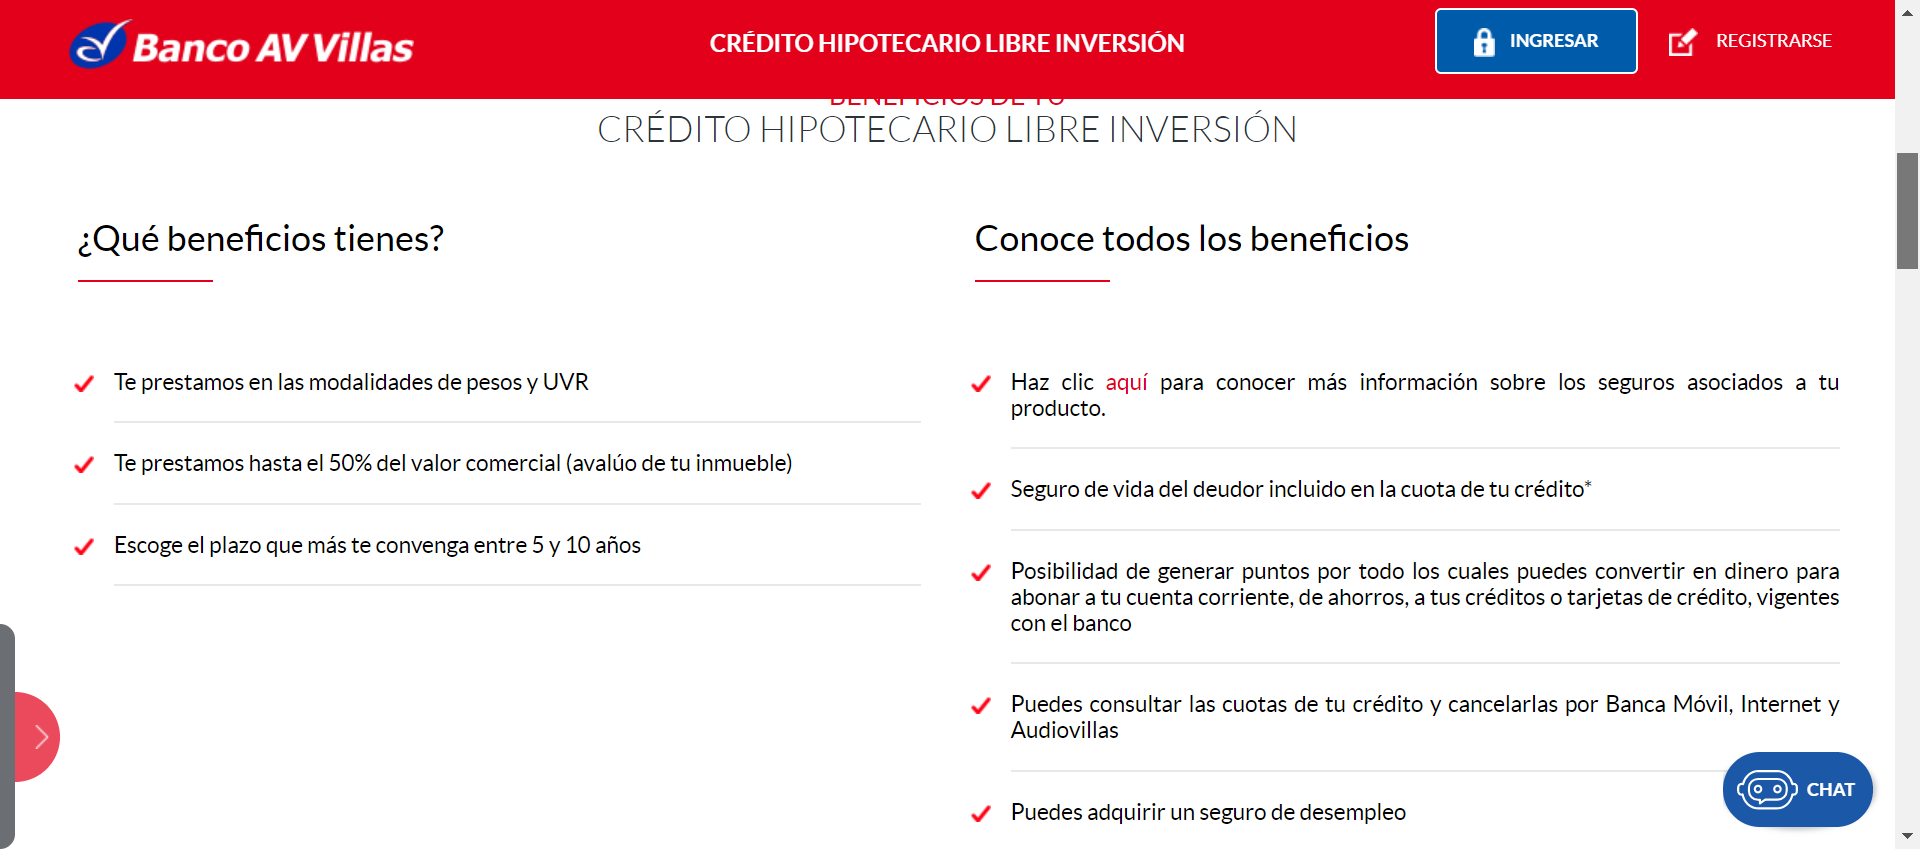 Banco AV Villas
CRÉDITO HIPOTECARIO LIBRE INVERSIÓN
INGRESAR
REGISTRARSE
BENEFICIOS DE TU
CRÉDITO HIPOTECARIO LIBRE INVERSIÓN
¿Qué beneficios tienes?
Te prestamos en las modalidades de pesos y UVR
Te prestamos hasta el 50% del valor comercial (avalúo de tu inmueble)
Escoge el plazo que más te convenga entre 5 y 10 años
Conoce todos los beneficios
Haz clic aquí para conocer más información sobre los seguros asociados a tu
producto.
Seguro de vida del deudor incluido en la cuota de tu crédito*
Posibilidad de generar puntos por todo los cuales puedes convertir en dinero para
abonar a tu cuenta corriente, de ahorros, a tus créditos o tarjetas de crédito, vigentes
con el banco
Puedes consultar las cuotas de tu crédito y cancelarlas por Banca Móvil, Internet y
Audiovillas
Puedes adquirir un seguro de desempleo
CHAT